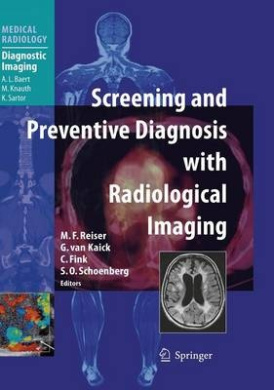 MEDICAL
RADIOLOGY
Diagnostic
Imaging
A. L. Baert
M. Knauth
K. Sartor
Screening and
Preventive Diagnosis
with
Radiological
Imaging
M. F. Reiser
G. van Kaick
C. Fink
S. O. Schoenberg
Editors
Springer